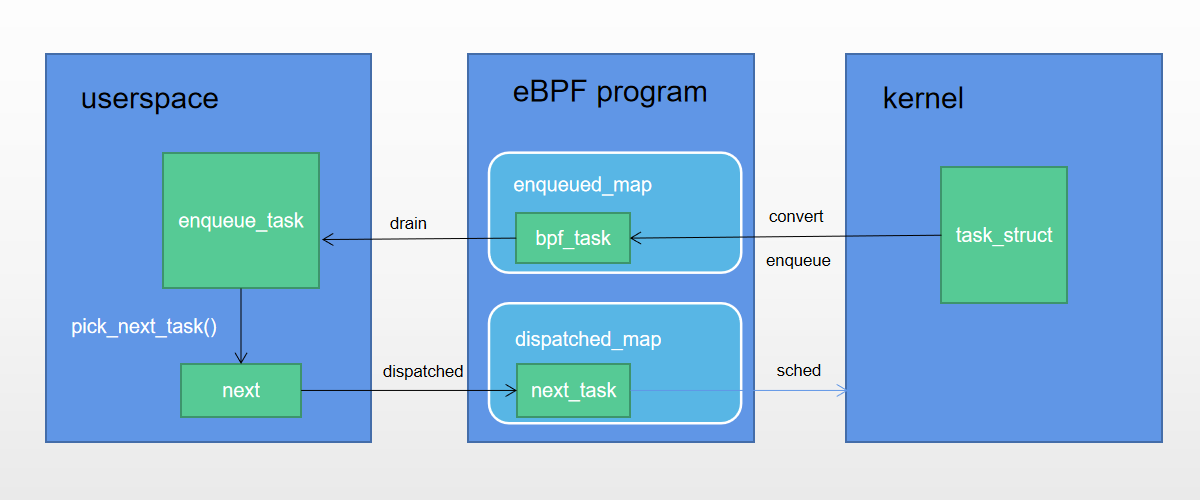 userspace
eBPF program
kernel
enqueue_task
drain
enqueued_map
bpf_task
convert
enqueue
task_struct
pick_next_task()
next
dispatched
dispatched_map
next_task
sched